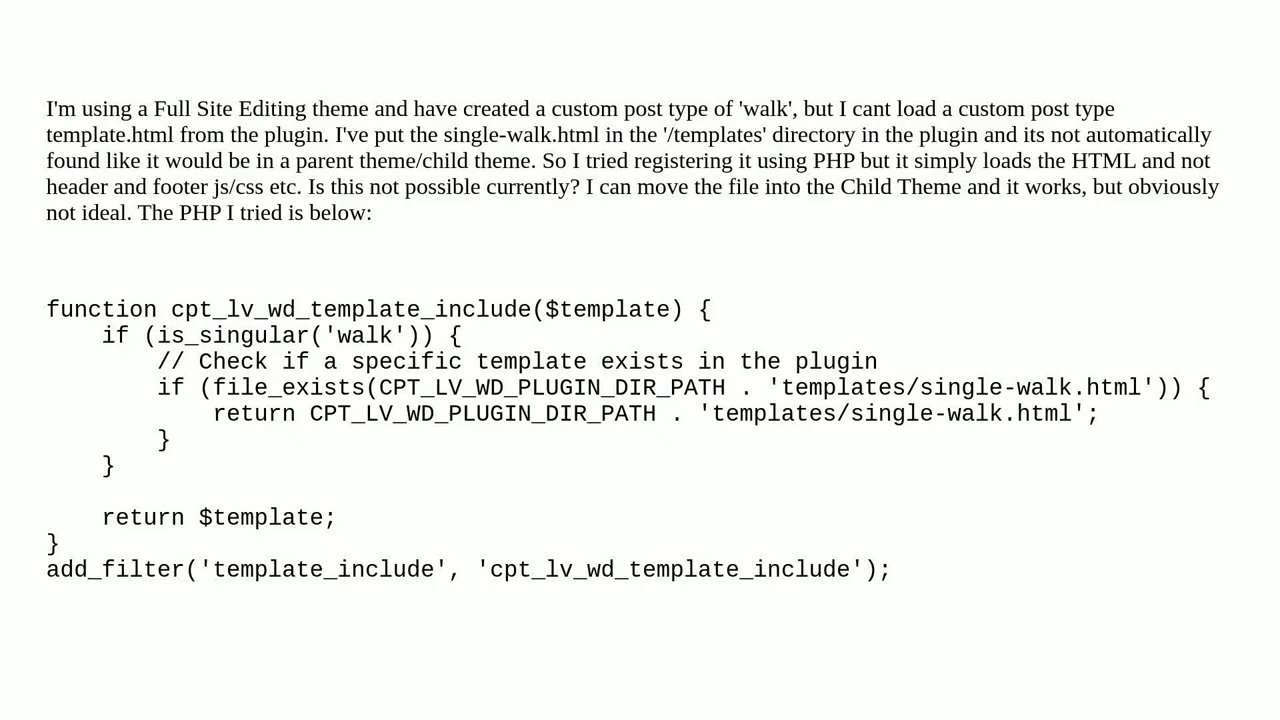 I'm using a Full Site Editing theme and have created a custom post type of 'walk', but I cant load a custom post type
template.html from the plugin. I've put the single-walk.html in the '/templates' directory in the plugin and its not automatically
found like it would be in a parent theme/child theme. So I tried registering it using PHP but it simply loads the HTML and not
header and footer js/css etc. Is this not possible currently? I can move the file into the Child Theme and it works, but obviously
not ideal. The PHP I tried is below:
function cpt_lv_wd_template_include($template) {
    if (is_singular('walk')) {
        // Check if a specific template exists in the plugin
        if (file_exists(CPT_LV_WD_PLUGIN_DIR_PATH . 'templates/single-walk.html')) {
            return CPT_LV_WD_PLUGIN_DIR_PATH . 'templates/single-walk.html';
        }
    }
    return $template;
}
add_filter('template_include', 'cpt_lv_wd_template_include');